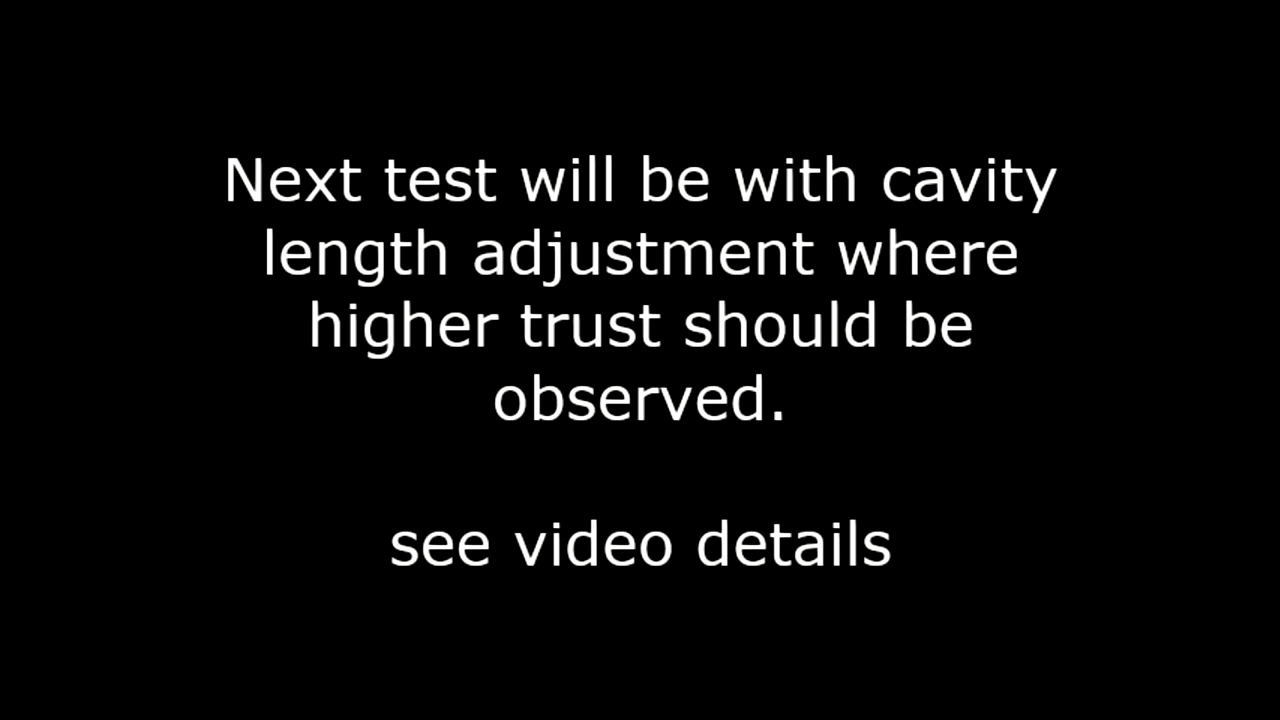 Next test will be with cavity
length adjustment where
higher trust should be
observed.
see video details